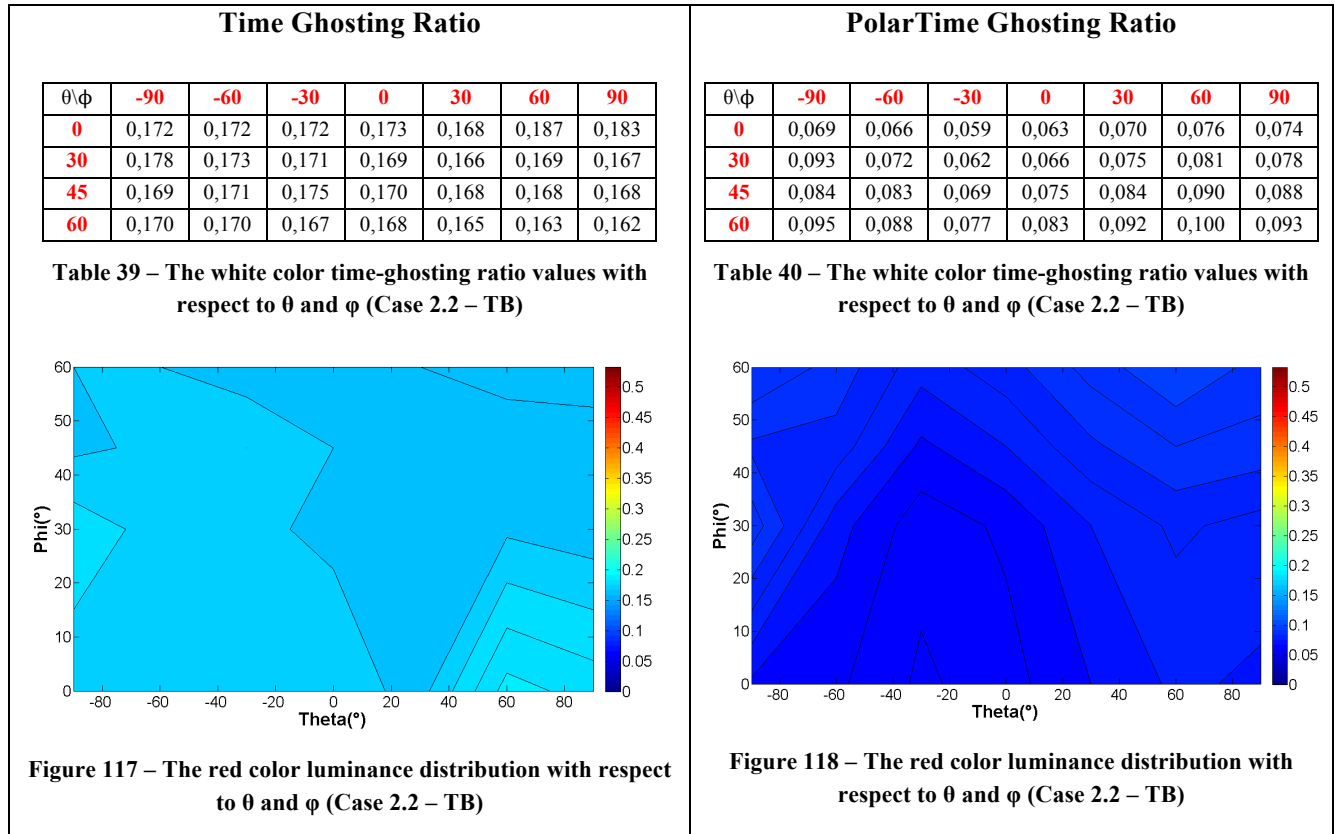 Time Ghosting Ratio
θ\ϕ -90 -60 -30 0 30 60 90
0 0,172 0,172 0,172 0,173 0,168 0,187 0,183
30 0,178 0,173 0,171 0,169 0,166 0,169 0,167
45 0,169 0,171 0,175 0,170 0,168 0,168 0,168
60 0,170 0,170 0,167 0,168 0,165 0,163 0,162
Table 39 – The white color time-ghosting ratio values with
respect to θ and φ (Case 2.2 – TB)
60
50
40
30
20
10
0
Phi(°)
-80 -60 -40 -20 0 20 40 60 80
Theta(°)
0.5
0.45
0.4
0.35
0.3
0.25
0.2
0.15
0.1
0.05
0
Figure 117 – The red color luminance distribution with respect
to θ and φ (Case 2.2 – TB)
PolarTime Ghosting Ratio
θ\ϕ -90 -60 -30 0 30 60 90
0 0,069 0,066 0,059 0,063 0,070 0,076 0,074
30 0,093 0,072 0,062 0,066 0,075 0,081 0,078
45 0,084 0,083 0,069 0,075 0,084 0,090 0,088
60 0,095 0,088 0,077 0,083 0,092 0,100 0,093
Table 40 – The white color time-ghosting ratio values with
respect to θ and φ (Case 2.2 – TB)
60
50
40
30
20
10
0
Phi(°)
-80 -60 -40 -20 0 20 40 60 80
Theta(°)
0.5
0.45
0.4
0.35
0.3
0.25
0.2
0.15
0.1
0.05
0
Figure 118 – The red color luminance distribution with
respect to θ and φ (Case 2.2 – TB)